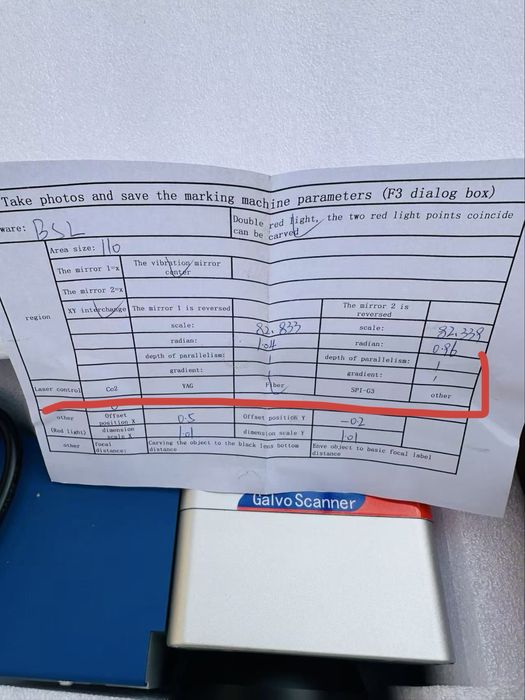 Take photos and save the marking machine parameters (F3 dialog box)
ware: BSL
Double red light, the two red light points coincide can be carved
Area size: 110
The mirror 1=x The vibration mirror center
The mirror 2=x
region
XY interchange The mirror 1 is reversed The mirror 2 is reversed
scale: 82.833 scale: 82.339
radian: 1.04 radian: 0.96
depth of parallelism: 1 depth of parallelism: 1
gradient: 1 gradient: 1
Laser control Co2 YAG Fiber SPI-G3 other
other (Red light) Offset position X 0.5 Offset position Y -0.2
dimension scale X 1.01 dimension scale Y 1.01
other focal distance: Carving the object to the black lens bottom distance to basic focal label distance
Galvo Scanner